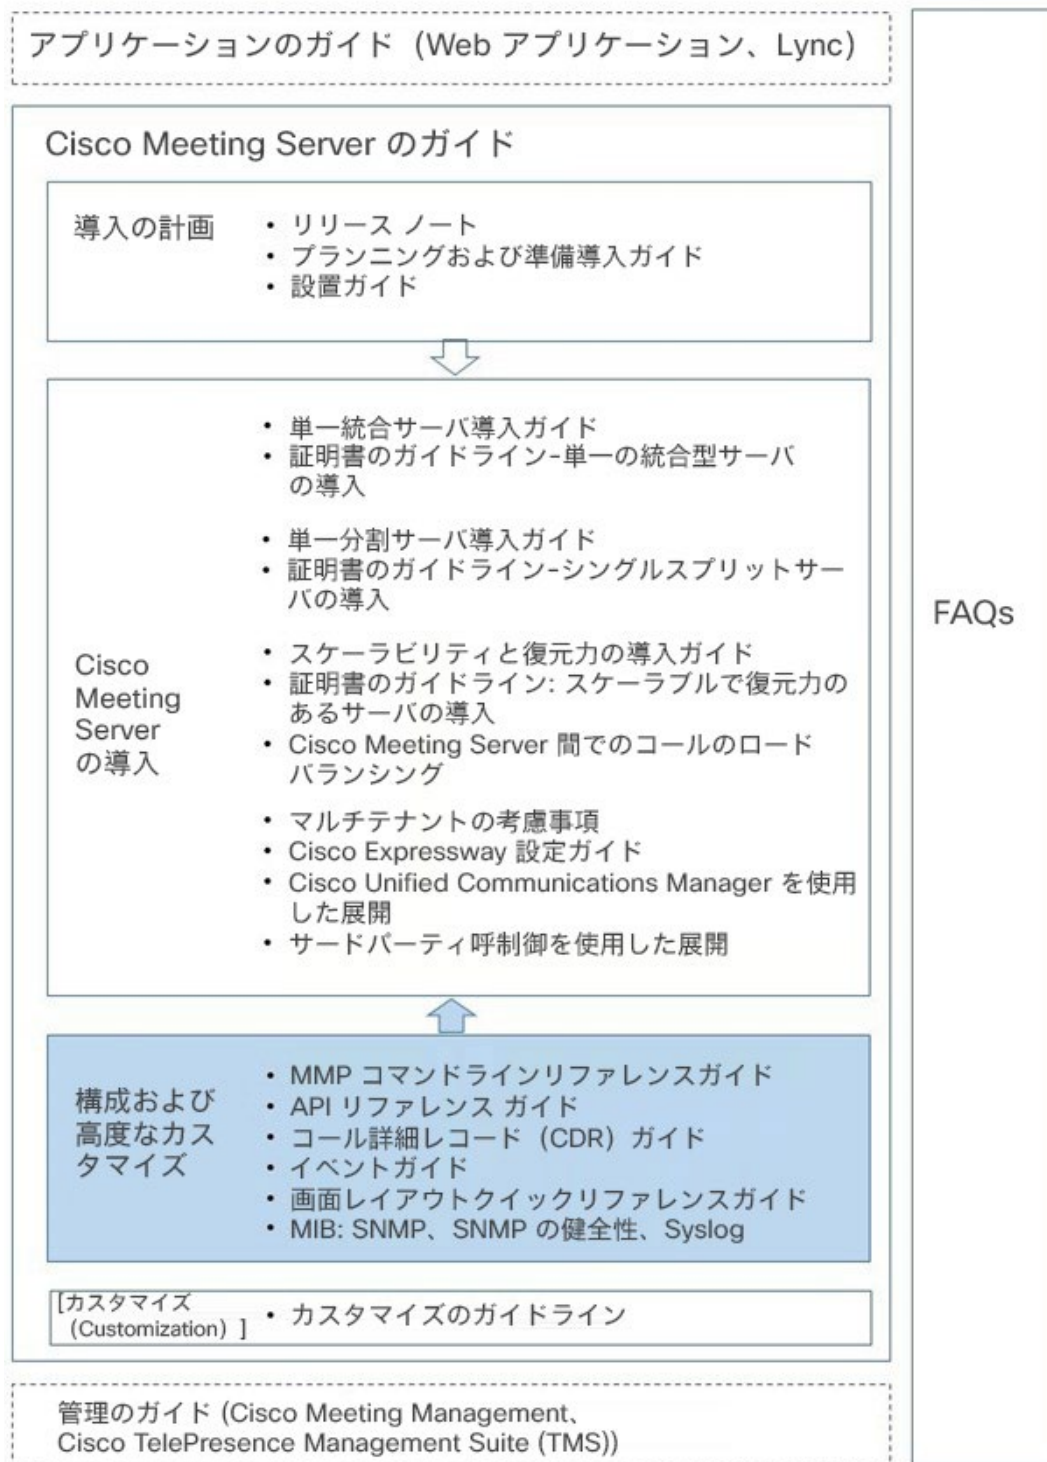 アプリケーションのガイド（Web アプリケーション、Lync）
Cisco Meeting Server のガイド
導入の計画
• リリース ノート
• プランニングおよび準備導入ガイド
• 設置ガイド
Cisco
Meeting
Server
の導入
• 単一統合サーバ導入ガイド
• 証明書のガイドライン-単一の統合型サーバ
の導入
• 単一分割サーバ導入ガイド
• 証明書のガイドライン-シングルスプリットサー
バの導入
• スケーラビリティと復元力の導入ガイド
• 証明書のガイドライン: スケーラブルで復元力の
あるサーバの導入
• Cisco Meeting Server 間でのコールのロード
バランシング
• マルチテナントの考慮事項
• Cisco Expressway 設定ガイド
• Cisco Unified Communications Manager を使用
した展開
• サードパーティ呼制御を使用した展開
構成および
高度なカス
タマイズ
• MMP コマンドラインリファレンスガイド
• API リファレンス ガイド
• コール詳細レコード（CDR）ガイド
• イベントガイド
• 画面レイアウトクイックリファレンスガイド
• MIB: SNMP、SNMP の健全性、Syslog
[カスタマイズ
（Customization）]
• カスタマイズのガイドライン
管理のガイド (Cisco Meeting Management、
Cisco TelePresence Management Suite (TMS))
FAQs